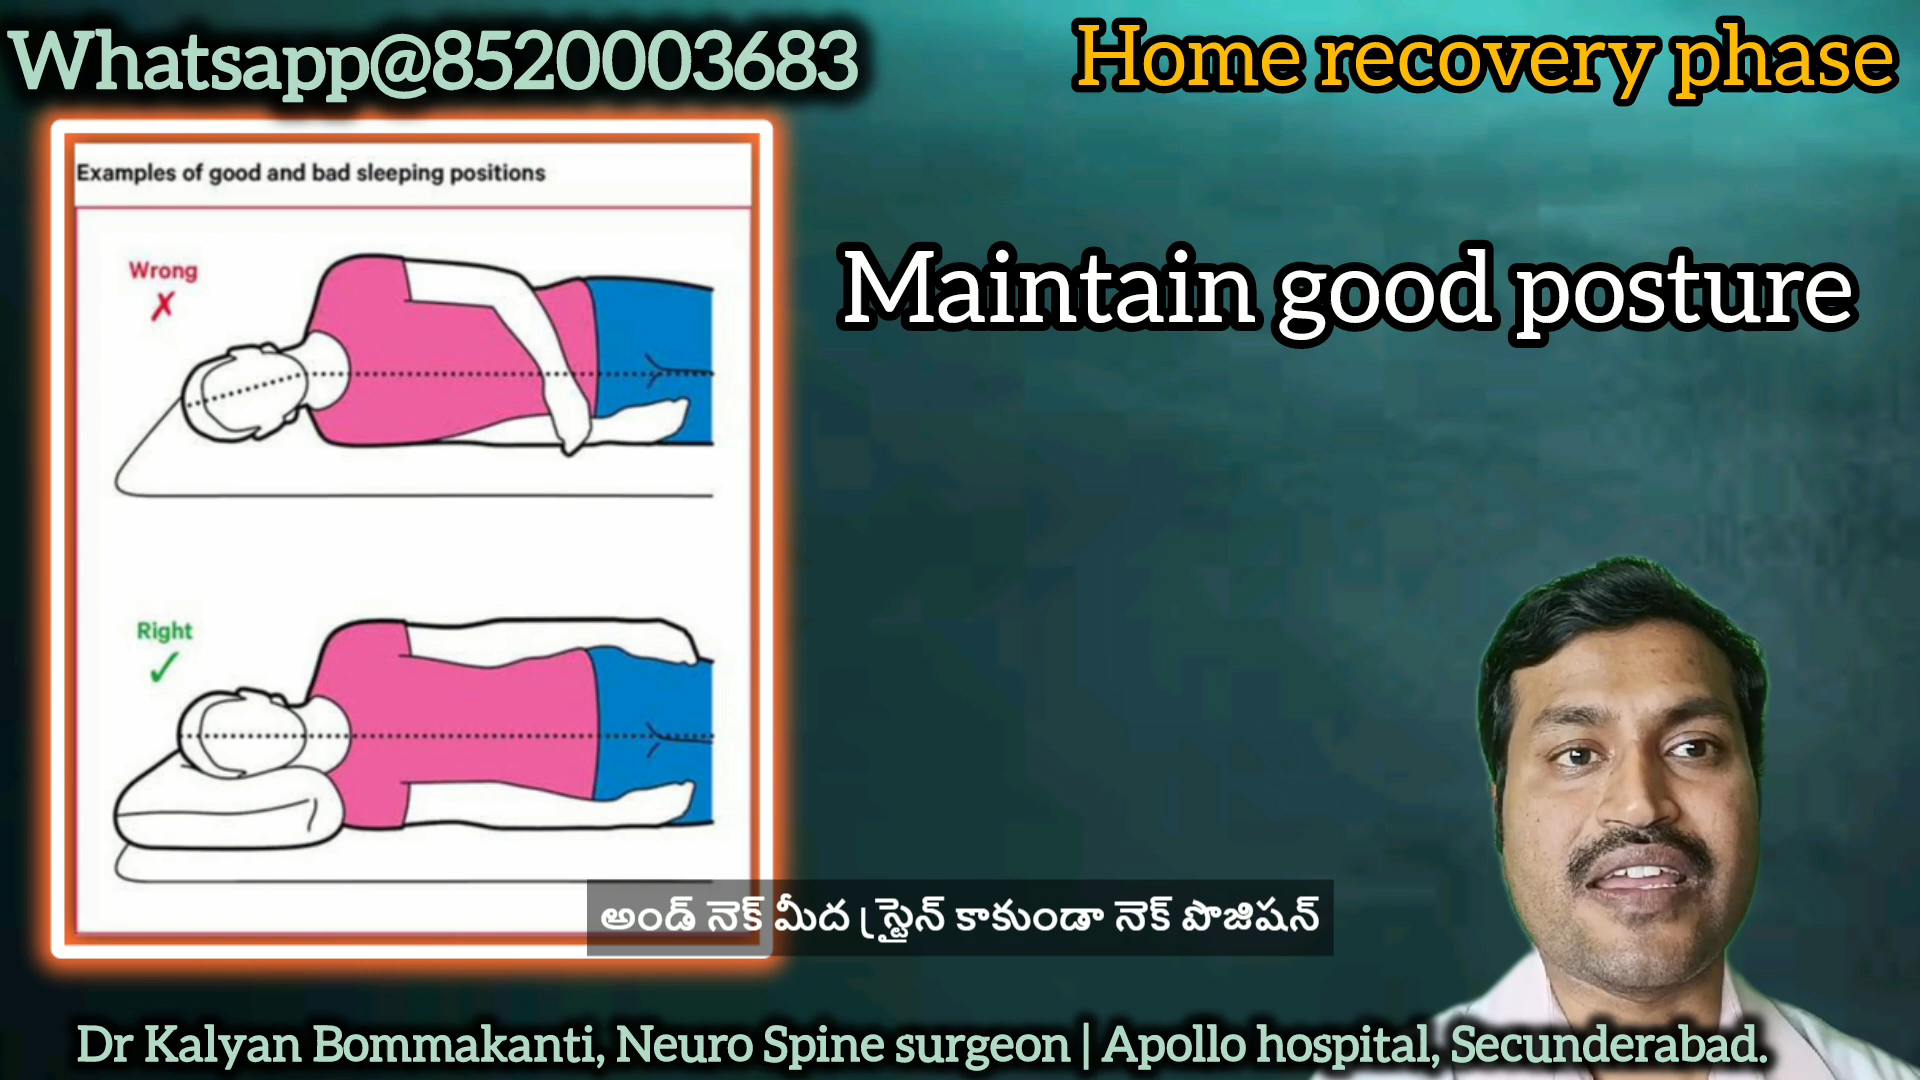 Whatsapp@8520003683
Home recovery phase
Examples of good and bad sleeping positions
Wrong
✗
Maintain good posture
Right
✓
అండ్ నెక్ మీద స్ట్రైన్ కాకుండా నెక్ పొజిషన్
Dr Kalyan Bommakanti, Neuro Spine surgeon | Apollo hospital, Secunderabad.